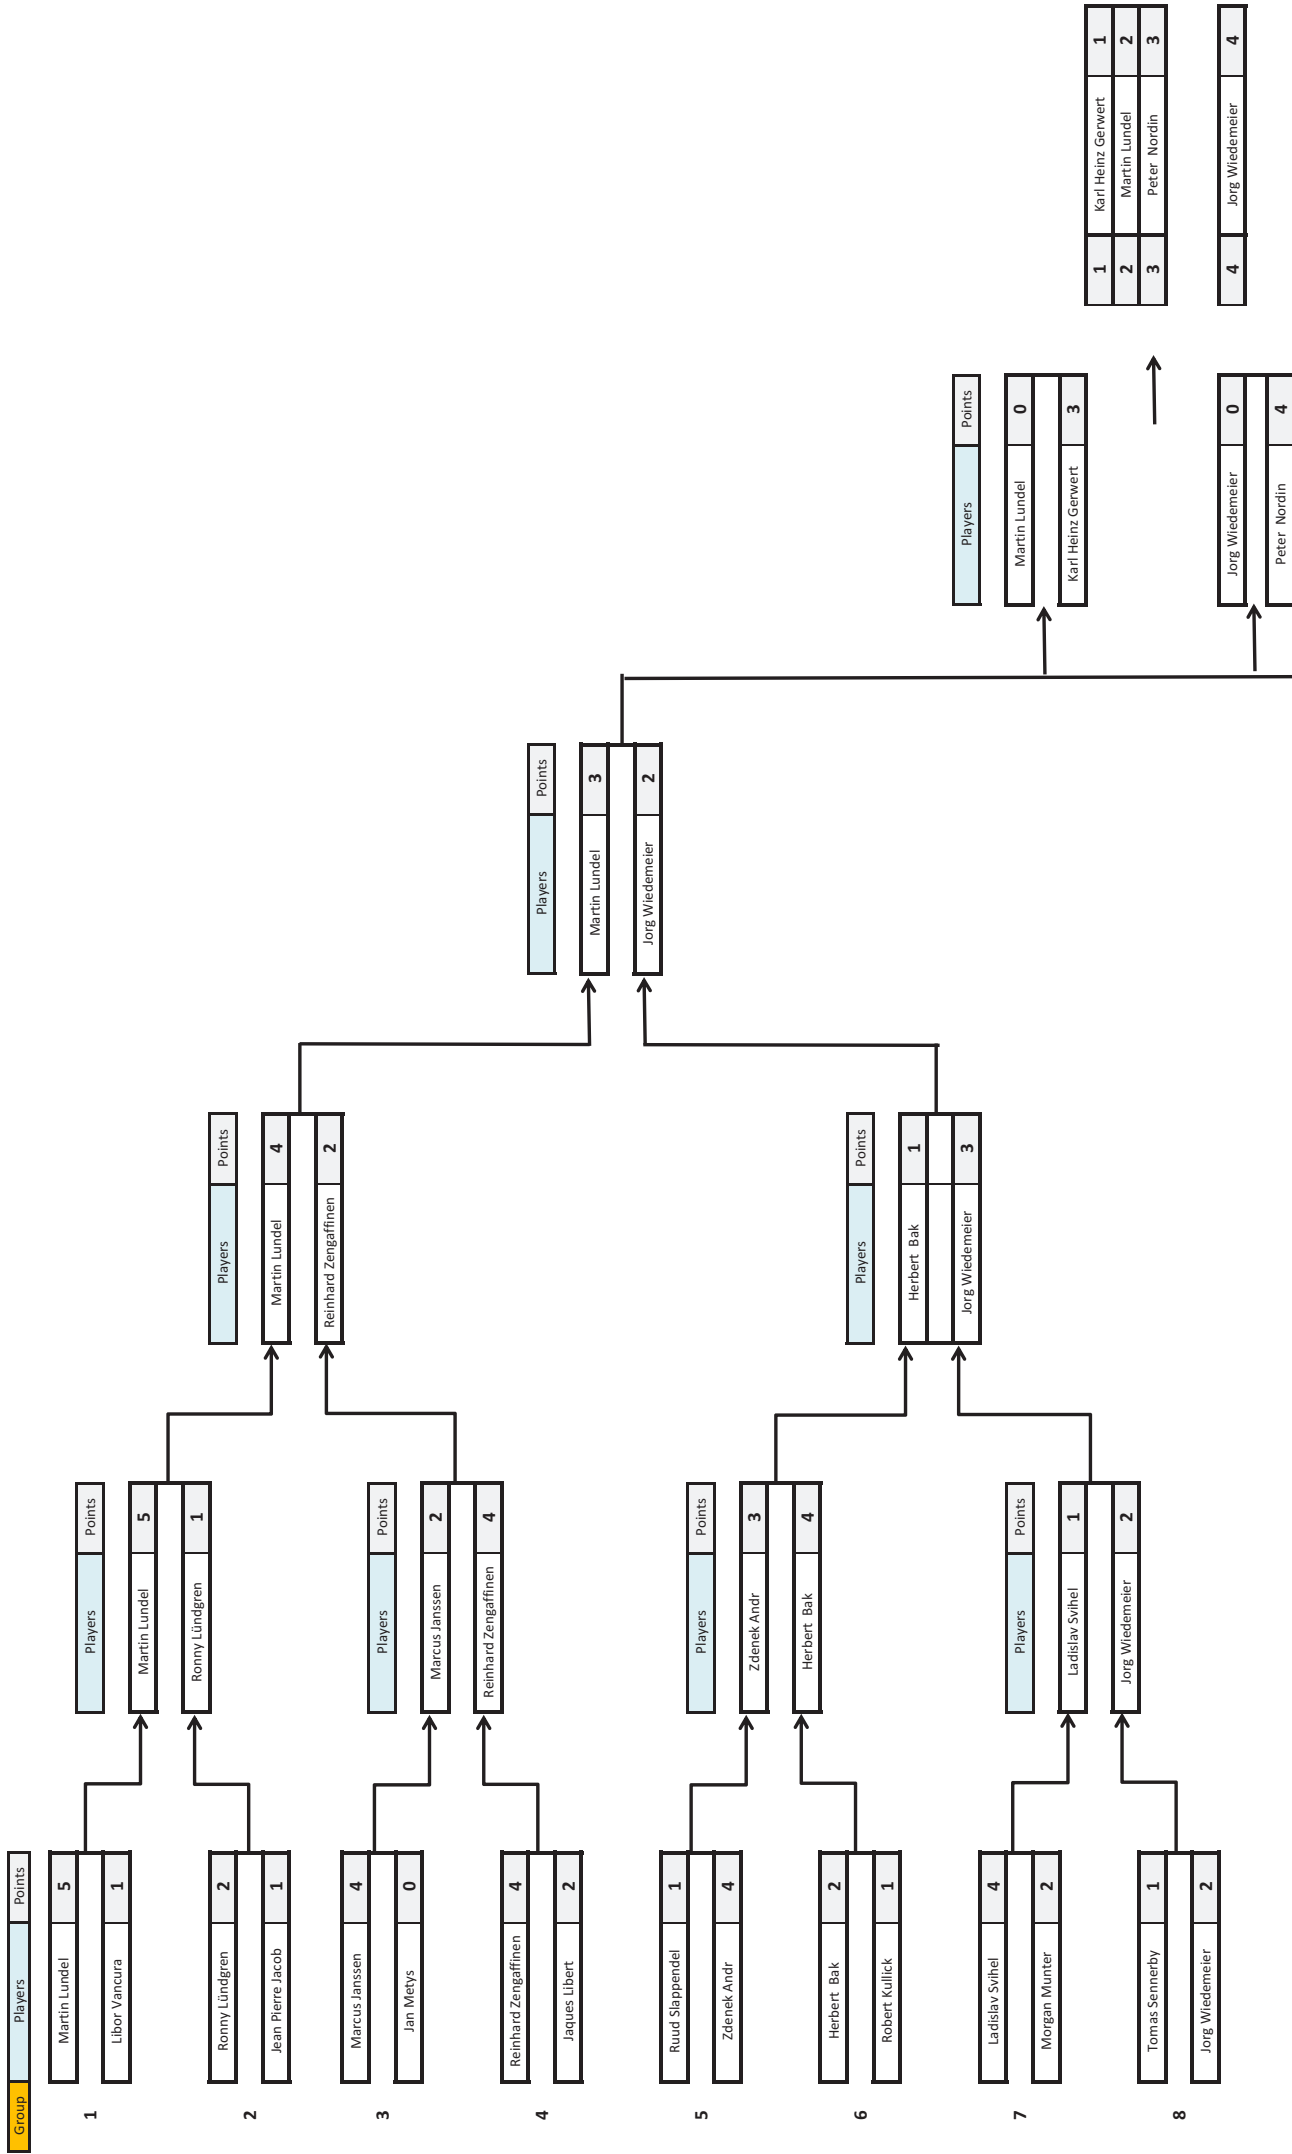 Group Players Points
1
Martin Lundel 5
Libor Vancura 1
2
Ronny Lündgren 2
Jean Pierre Jacob 1
3
Marcus Janssen 4
Jan Metys 0
4
Reinhard Zengaffinen 4
Jaques Libert 2
5
Ruud Slappendel 1
Zdenek Andr 4
6
Herbert Bak 2
Robert Kullick 1
7
Ladislav Svihel 4
Morgan Munter 2
8
Tomas Sennerby 1
Jorg Wiedemeier 2
Players Points
Martin Lundel 5
Ronny Lündgren 1
Players Points
Marcus Janssen 2
Reinhard Zengaffinen 4
Players Points
Zdenek Andr 3
Herbert Bak 4
Players Points
Ladislav Svihel 1
Jorg Wiedemeier 2
Players Points
Martin Lundel 4
Reinhard Zengaffinen 2
Players Points
Herbert Bak 1
Jorg Wiedemeier 3
Players Points
Martin Lundel 3
Jorg Wiedemeier 2
Players Points
Martin Lundel 0
Karl Heinz Gerwert 3
Jorg Wiedemeier 0
Peter Nordin 4
1 Karl Heinz Gerwert 1
2 Martin Lundel 2
3 Peter Nordin 3
4 Jorg Wiedemeier 4